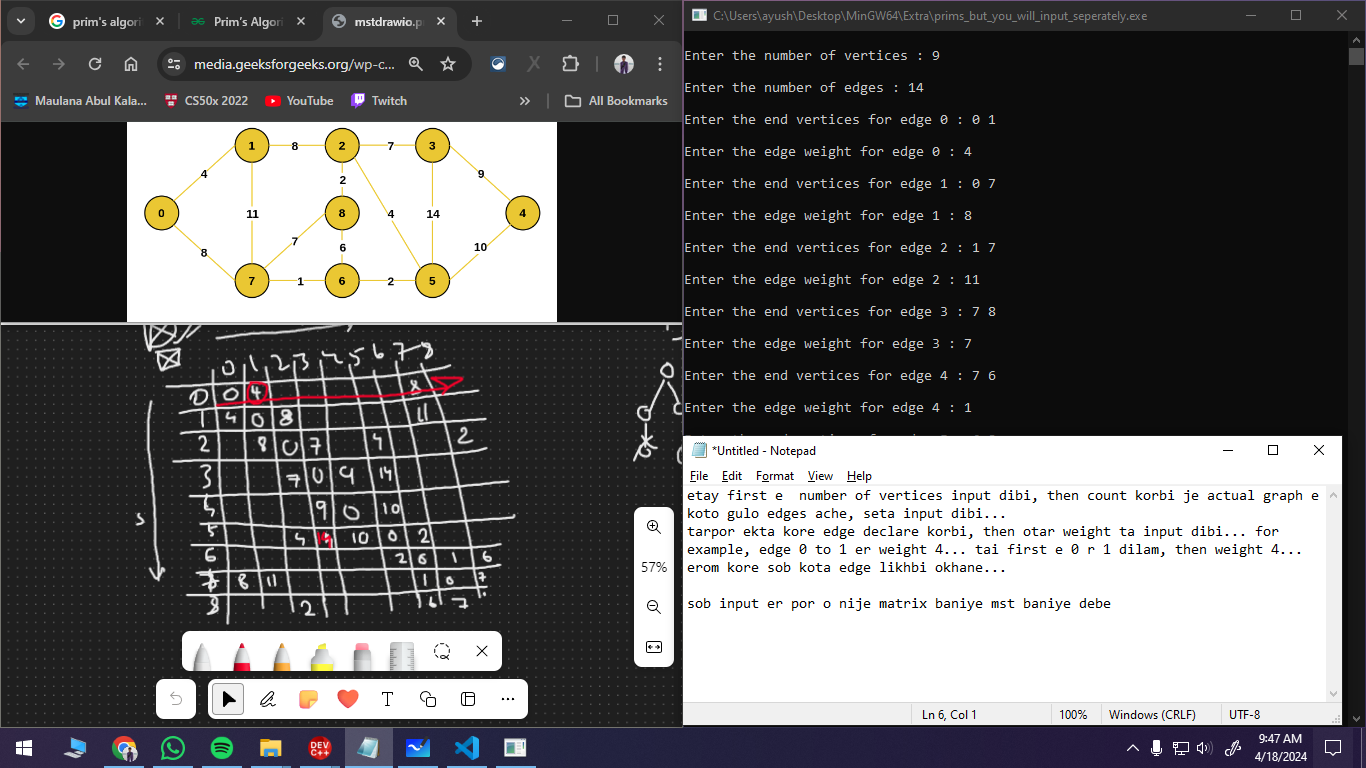 prim's algori
Prim's Algori
mstdrawio.p
media.geeksforgeeks.org/wp-c...
Maulana Abul Kala...
CS50x 2022
YouTube
Twitch
All Bookmarks
1 8 2 7 3
4 2 9
0 11 8 4 14 4
7
8 6 10
7 1 6 2 5
0 1 2 3 4 5 6 7 8
0 0 4 8
1 4 0 8 11
2 8 0 7 4 2
3 7 0 9 14
4 9 0 10
5 4 14 10 0 2
6 2 0 1 6
7 8 11 1 0 7
8 2 6 7
57%
T
C:\Users\ayush\Desktop\MinGW64\Extra\prims_but_you_will_input_seperately.exe
Enter the number of vertices : 9
Enter the number of edges : 14
Enter the end vertices for edge 0 : 0 1
Enter the edge weight for edge 0 : 4
Enter the end vertices for edge 1 : 0 7
Enter the edge weight for edge 1 : 8
Enter the end vertices for edge 2 : 1 7
Enter the edge weight for edge 2 : 11
Enter the end vertices for edge 3 : 7 8
Enter the edge weight for edge 3 : 7
Enter the end vertices for edge 4 : 7 6
Enter the edge weight for edge 4 : 1
*Untitled - Notepad
File Edit Format View Help
etay first e  number of vertices input dibi, then count korbi je actual graph e
koto gulo edges ache, seta input dibi...
tarpor ekta kore edge declare korbi, then otar weight ta input dibi... for
example, edge 0 to 1 er weight 4... tai first e 0 r 1 dilam, then weight 4...
erom kore sob kota edge likhbi okhane...
sob input er por o nije matrix baniye mst baniye debe
Ln 6, Col 1 100% Windows (CRLF) UTF-8
DEV C++
9:47 AM
4/18/2024